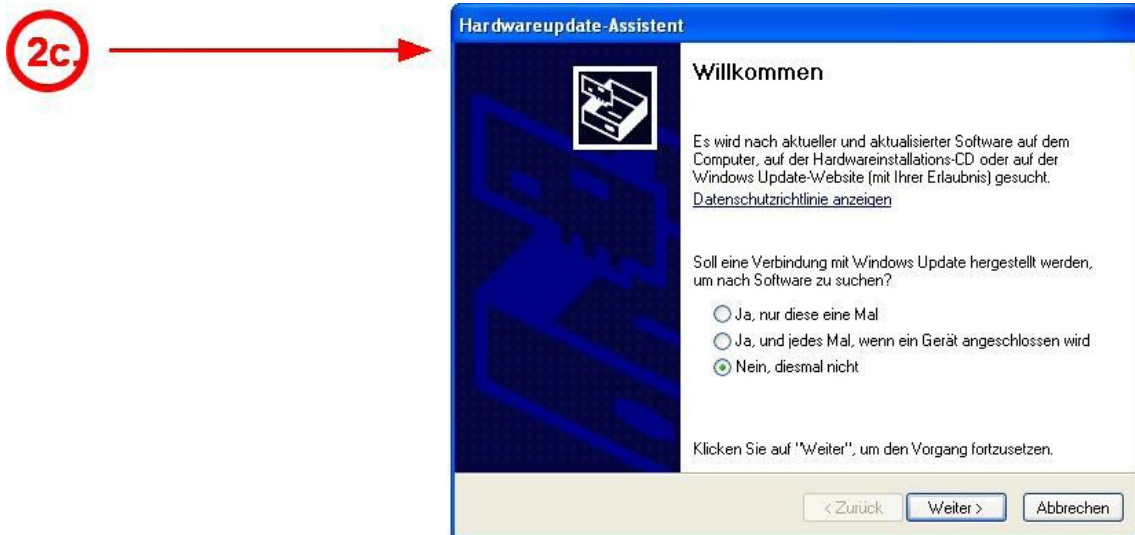 2c.
Hardwareupdate-Assistent
Willkommen
Es wird nach aktueller und aktualisierter Software auf dem
Computer, auf der Hardwareinstallations-CD oder auf der
Windows Update-Website (mit Ihrer Erlaubnis) gesucht.
Datenschutzrichtlinie anzeigen
Soll eine Verbindung mit Windows Update hergestellt werden,
um nach Software zu suchen?
Ja, nur diese eine Mal
Ja, und jedes Mal, wenn ein Gerät angeschlossen wird
Nein, diesmal nicht
Klicken Sie auf "Weiter", um den Vorgang fortzusetzen.
< Zurück Weiter > Abbrechen